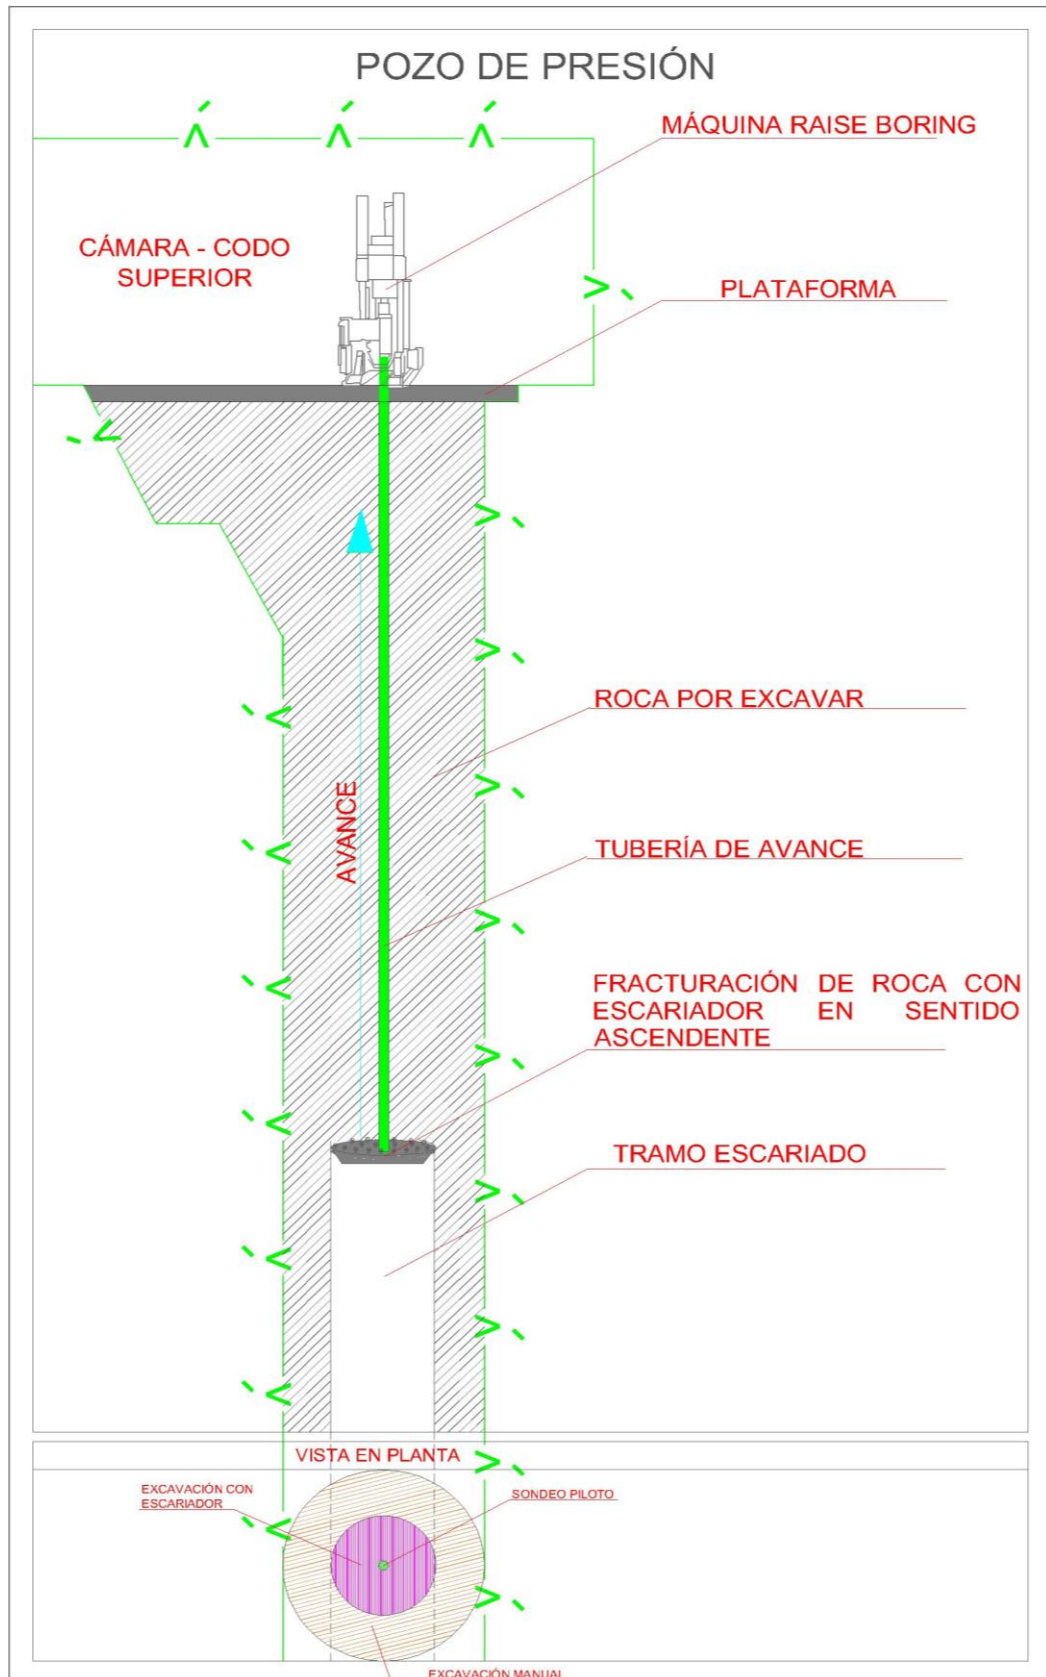 POZO DE PRESIÓN
MÁQUINA RAISE BORING
CÁMARA - CODO
SUPERIOR
PLATAFORMA
ROCA POR EXCAVAR
AVANCE
TUBERÍA DE AVANCE
FRACTURACIÓN DE ROCA CON
ESCARIADOR EN SENTIDO
ASCENDENTE
TRAMO ESCARIADO
VISTA EN PLANTA
EXCAVACIÓN CON
ESCARIADOR
SONDEO PILOTO
EXCAVACIÓN MANUAL